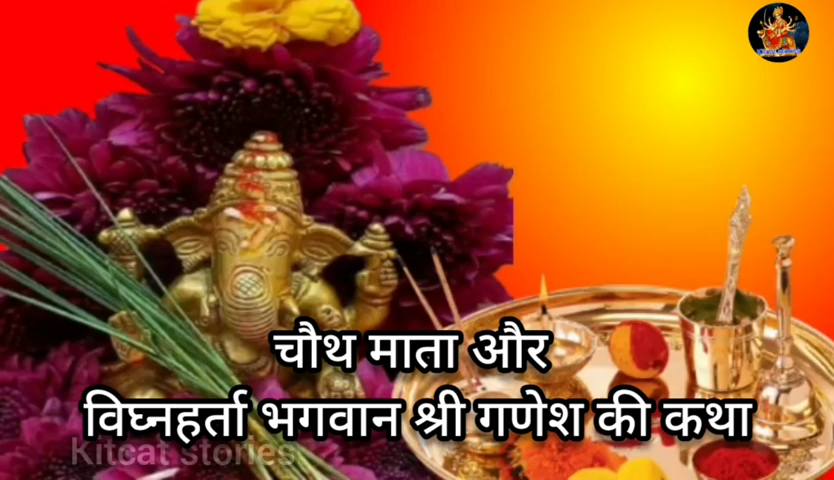 चौथ माता और
विघ्नहर्ता भगवान श्री गणेश की कथा
Kitcat stories